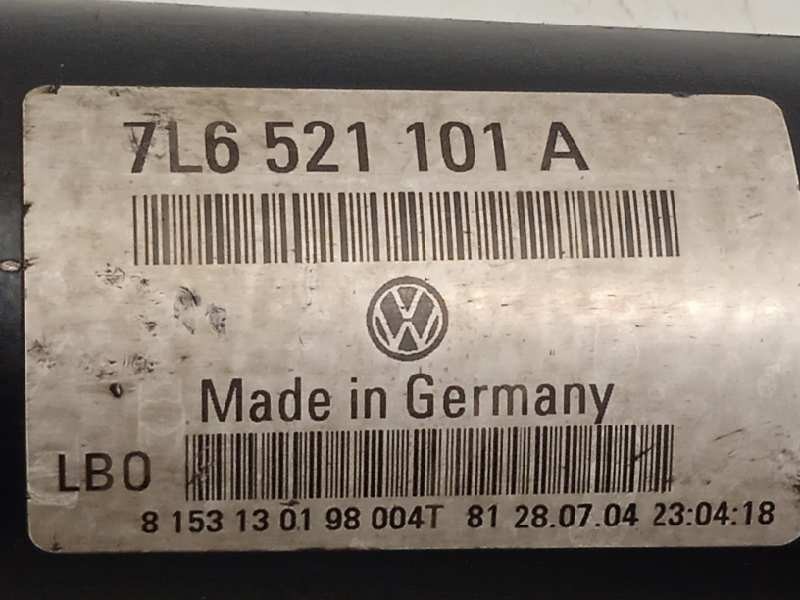 7L6 521 101 A
Made in Germany
LB0
8 153 13 01 98 004T 81 28.07.04 23:04:18